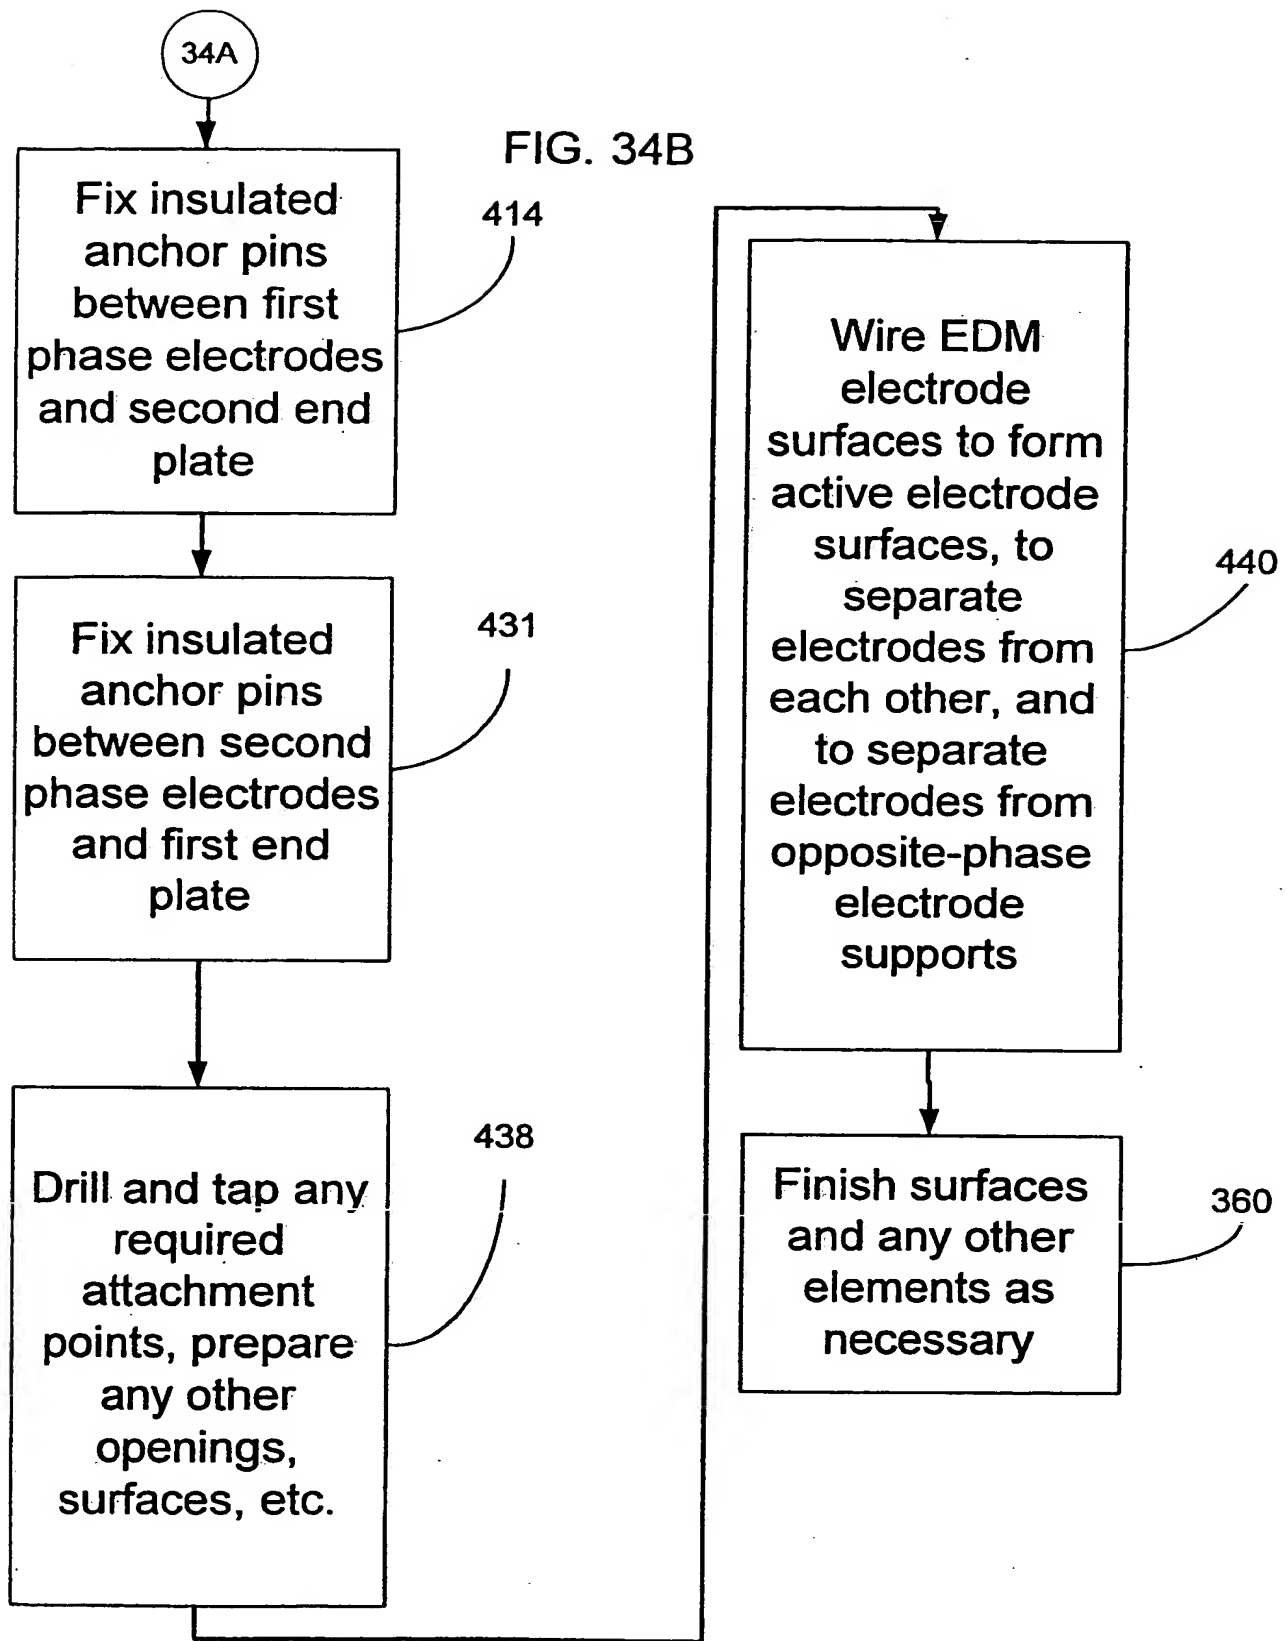 34A
FIG. 34B
Fix insulated
anchor pins
between first
phase electrodes
and second end
plate
414
Fix insulated
anchor pins
between second
phase electrodes
and first end
plate
431
Drill and tap any
required
attachment
points, prepare
any other
openings,
surfaces, etc.
438
Wire EDM
electrode
surfaces to form
active electrode
surfaces, to
separate
electrodes from
each other, and
to separate
electrodes from
opposite-phase
electrode
supports
440
Finish surfaces
and any other
elements as
necessary
360